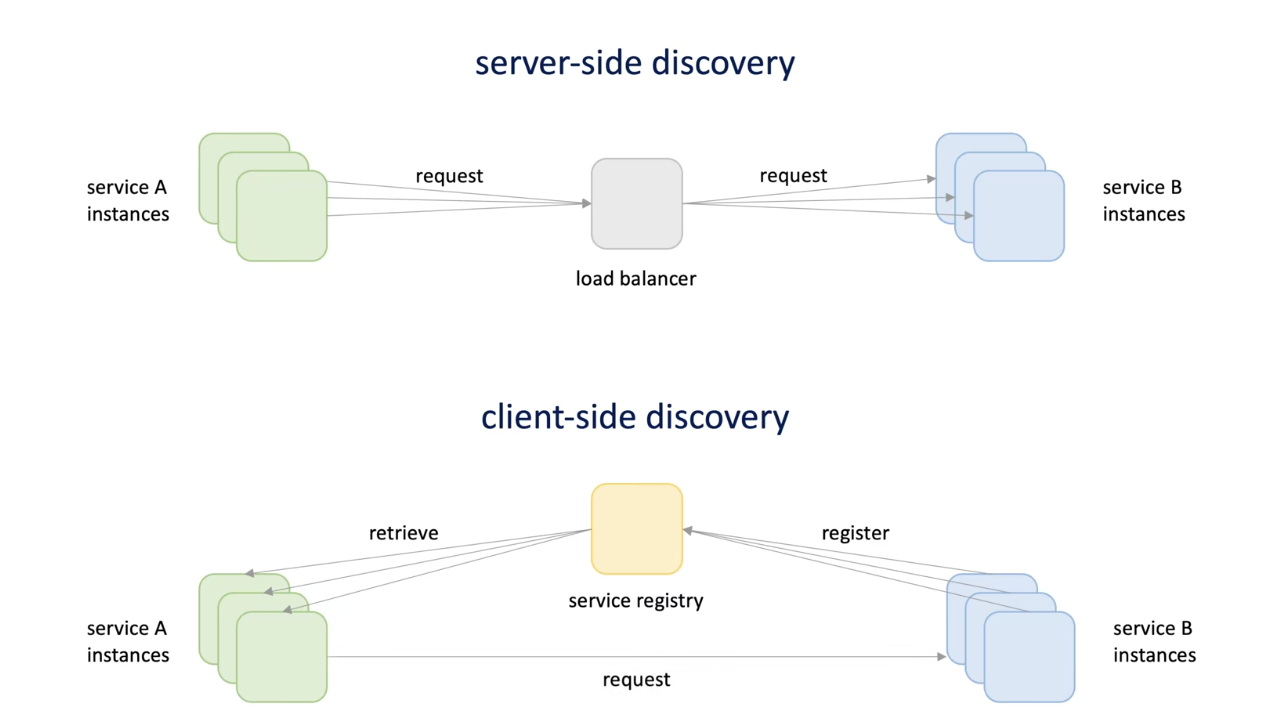 server-side discovery
request
request
service A
instances
service B
instances
load balancer
client-side discovery
retrieve
register
service registry
service A
instances
service B
instances
request